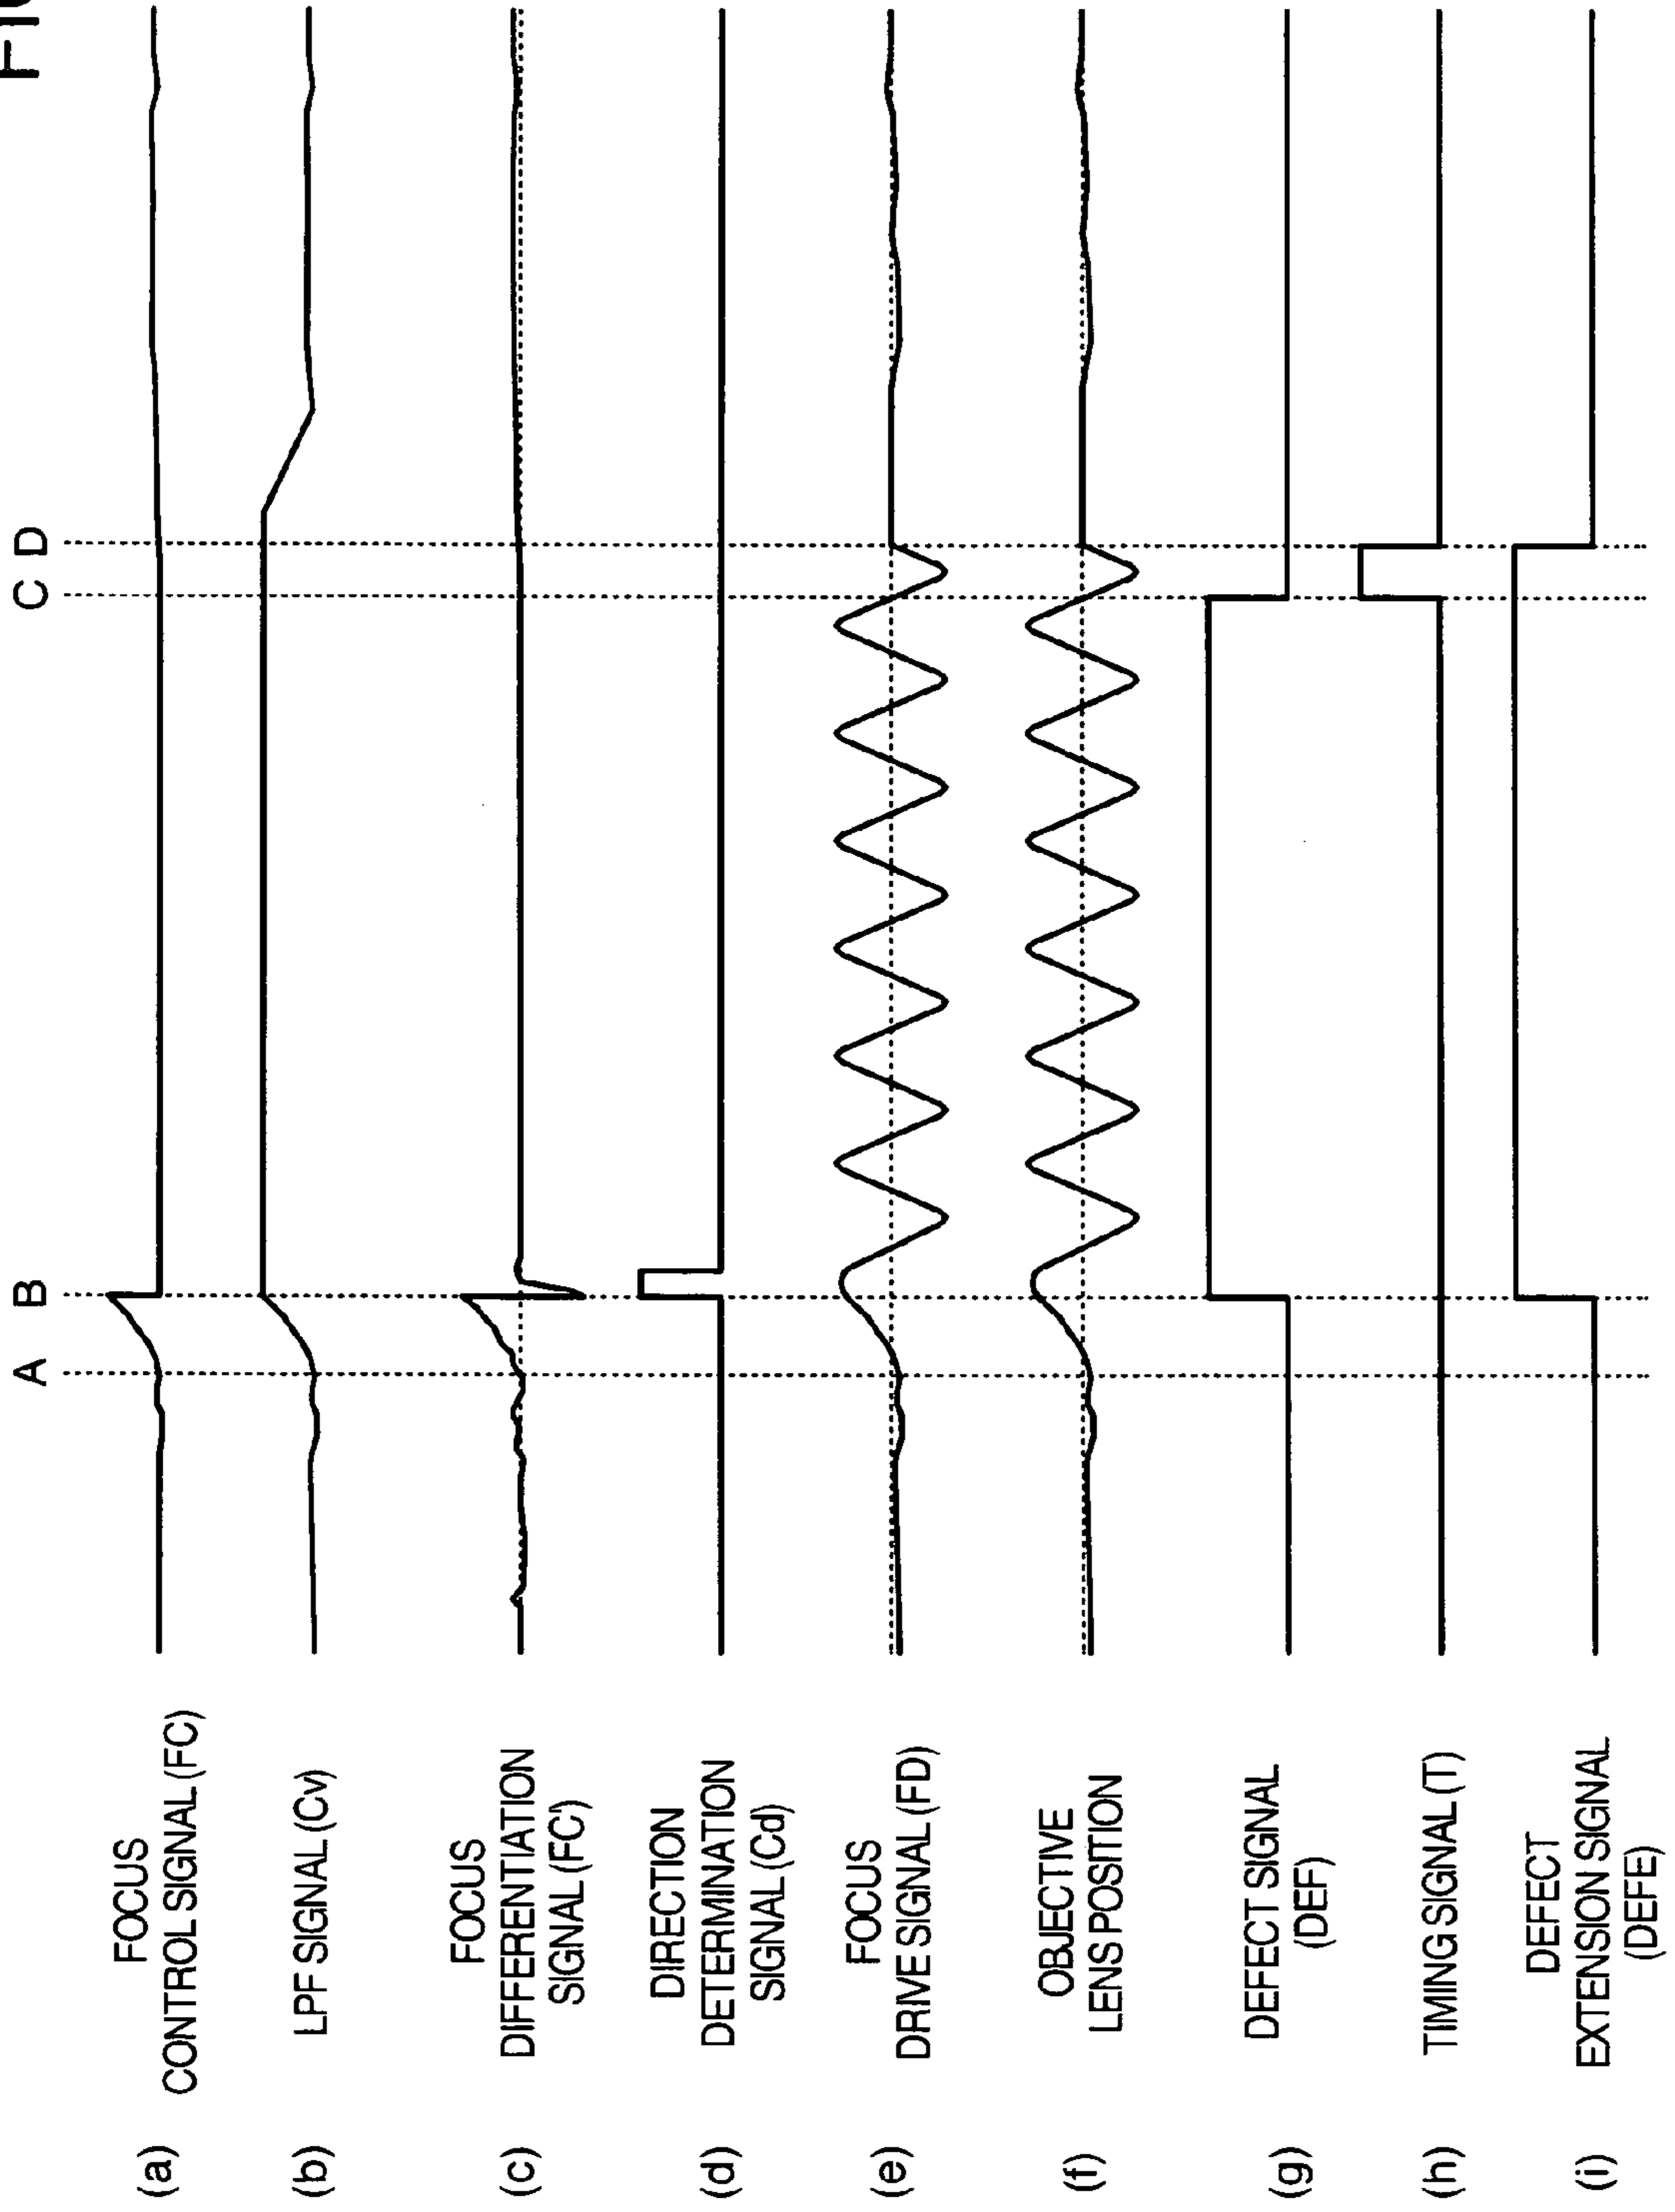 A B C D
(a) FOCUS
CONTROL SIGNAL (FC)
(b) LPF SIGNAL (Cv)
(c) FOCUS
DIFFERENTIATION
SIGNAL (FC')
(d) DIRECTION
DETERMINATION
SIGNAL (Cd)
(e) FOCUS
DRIVE SIGNAL (FD)
(f) OBJECTIVE
LENS POSITION
(g) DEFECT SIGNAL
(DEF)
(h) TIMING SIGNAL (T)
(i) DEFECT
EXTENSION SIGNAL
(DEFE)